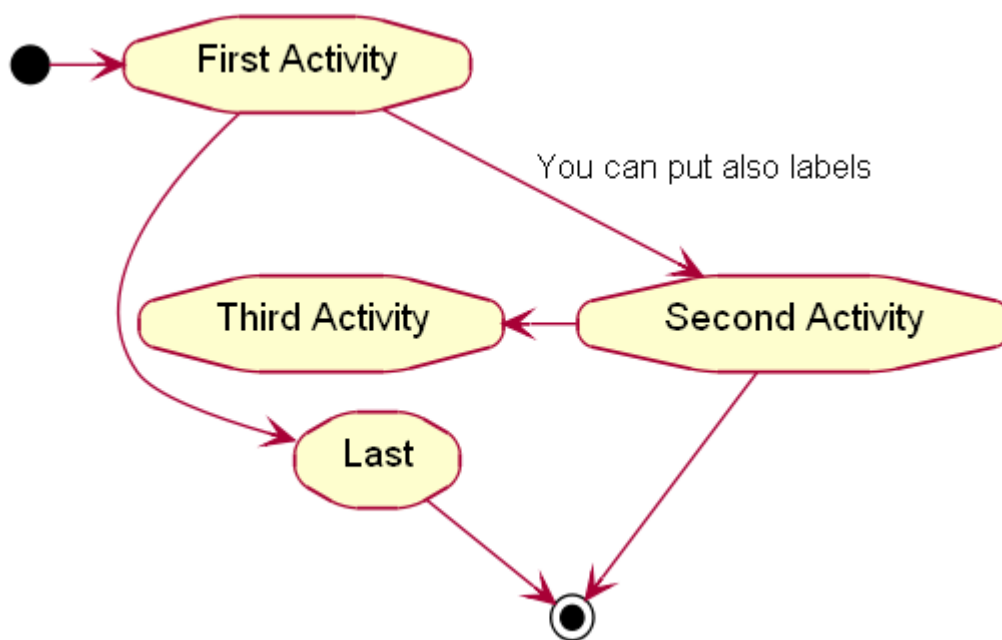 First Activity
You can put also labels
Third Activity
Second Activity
Last